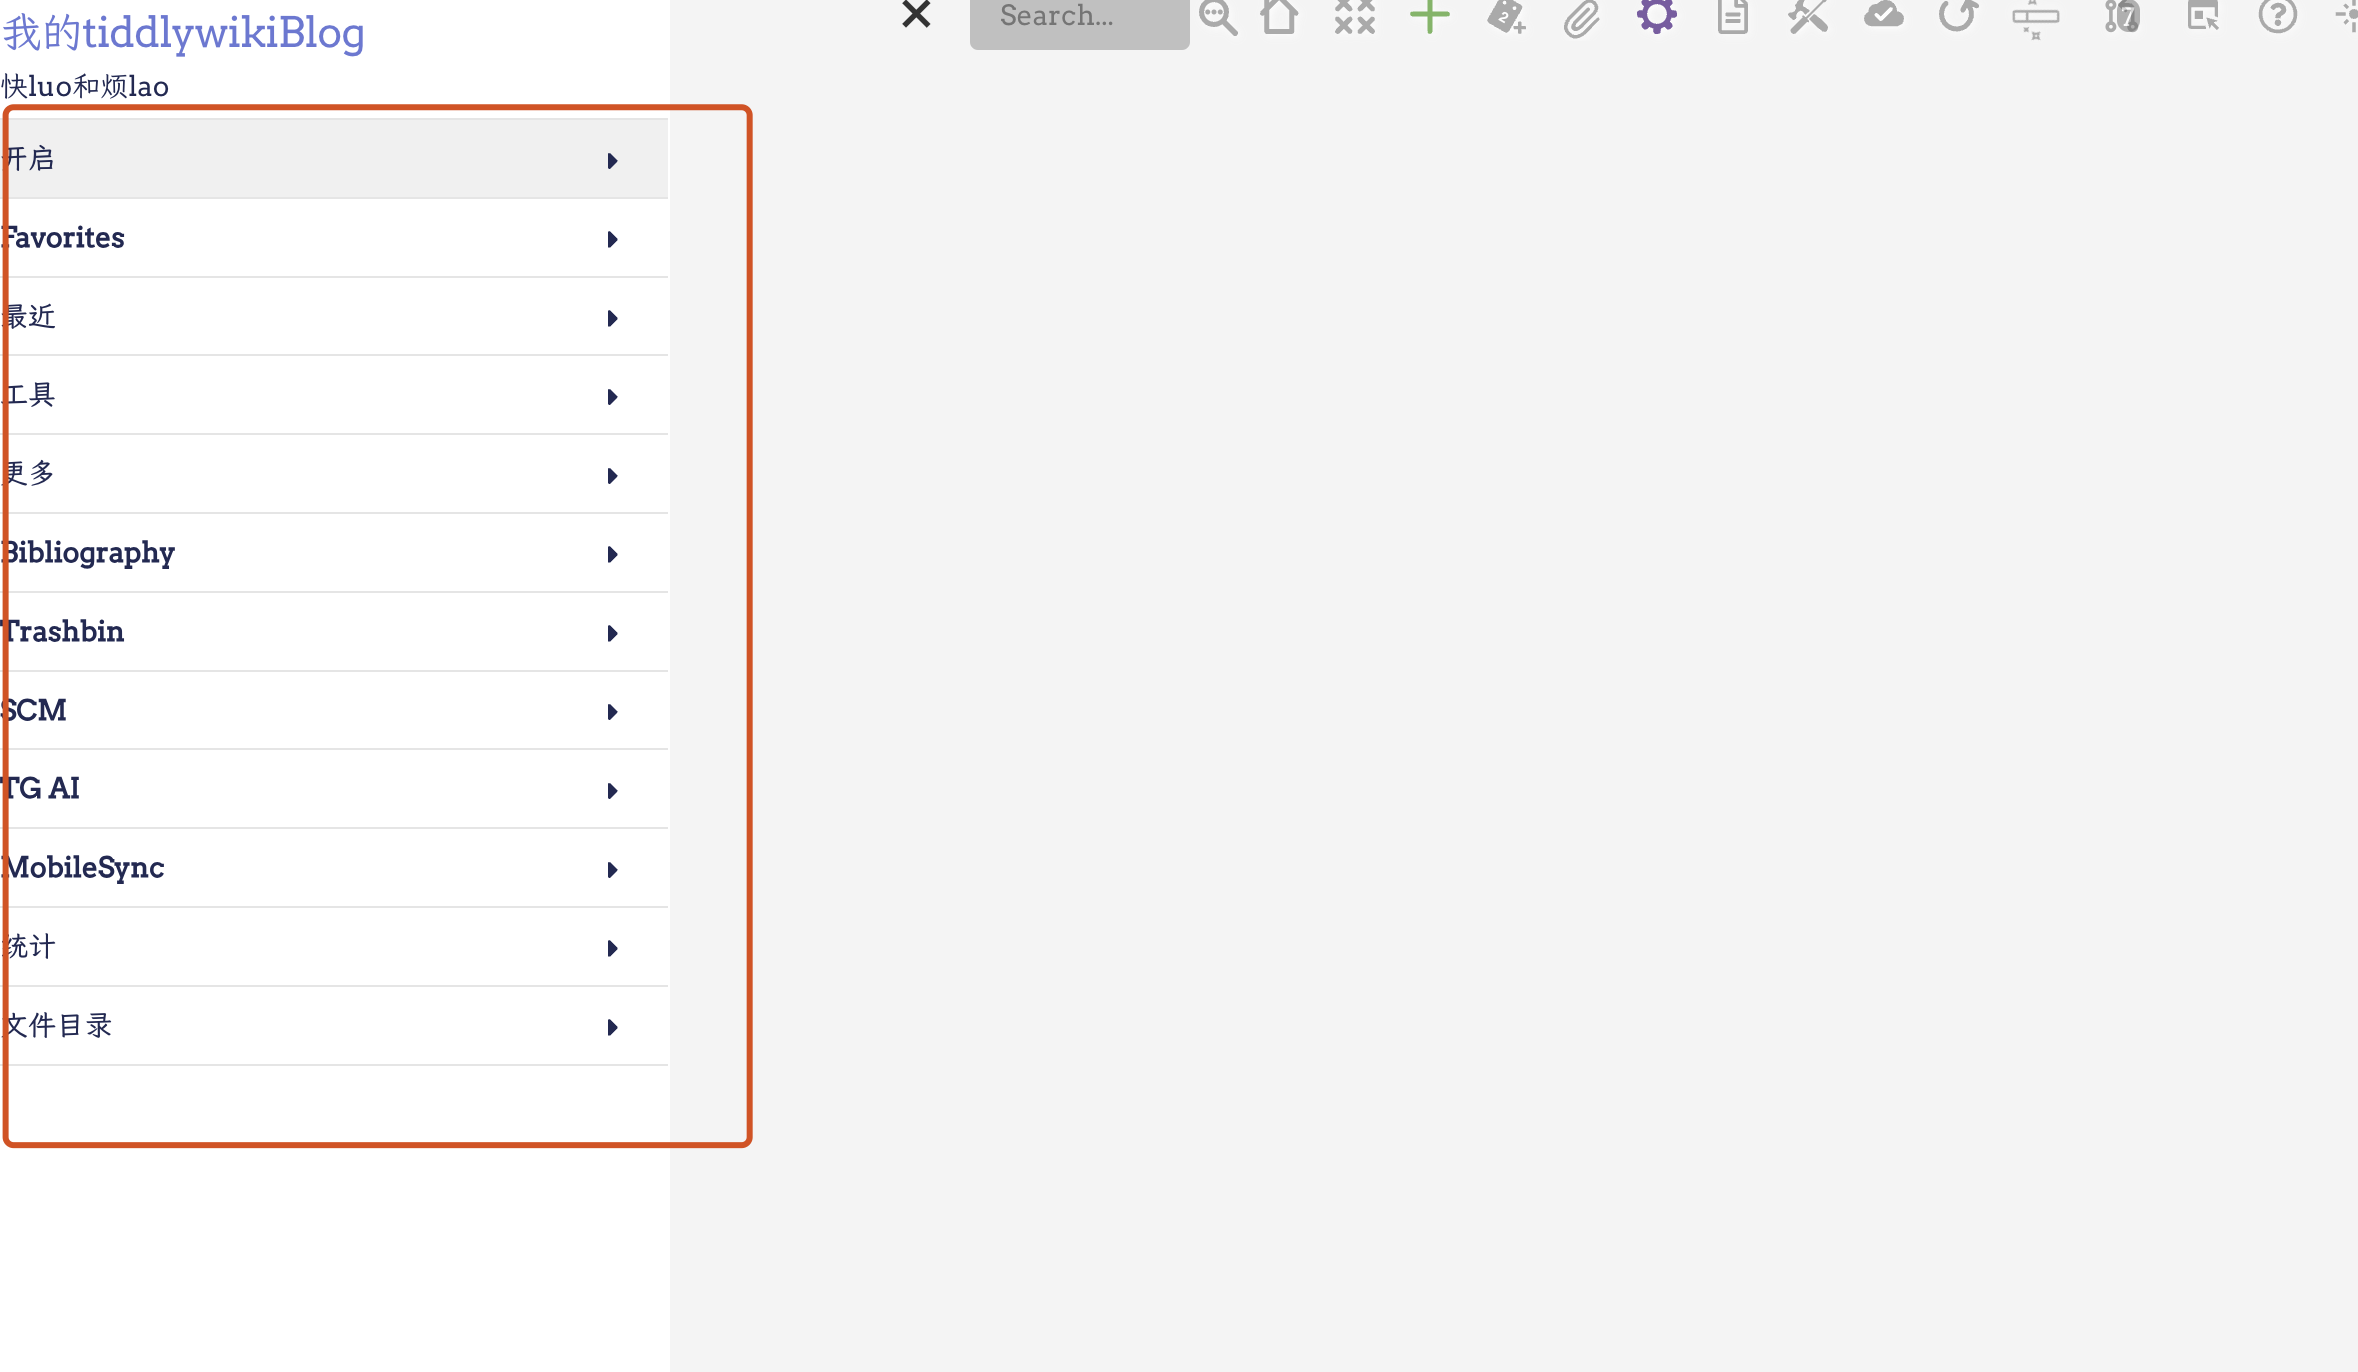 我的tiddlywikiBlog
快luo和烦lao
Search...
2
7
?
开启
Favorites
最近
工具
更多
Bibliography
Trashbin
SCM
TG AI
MobileSync
统计
文件目录